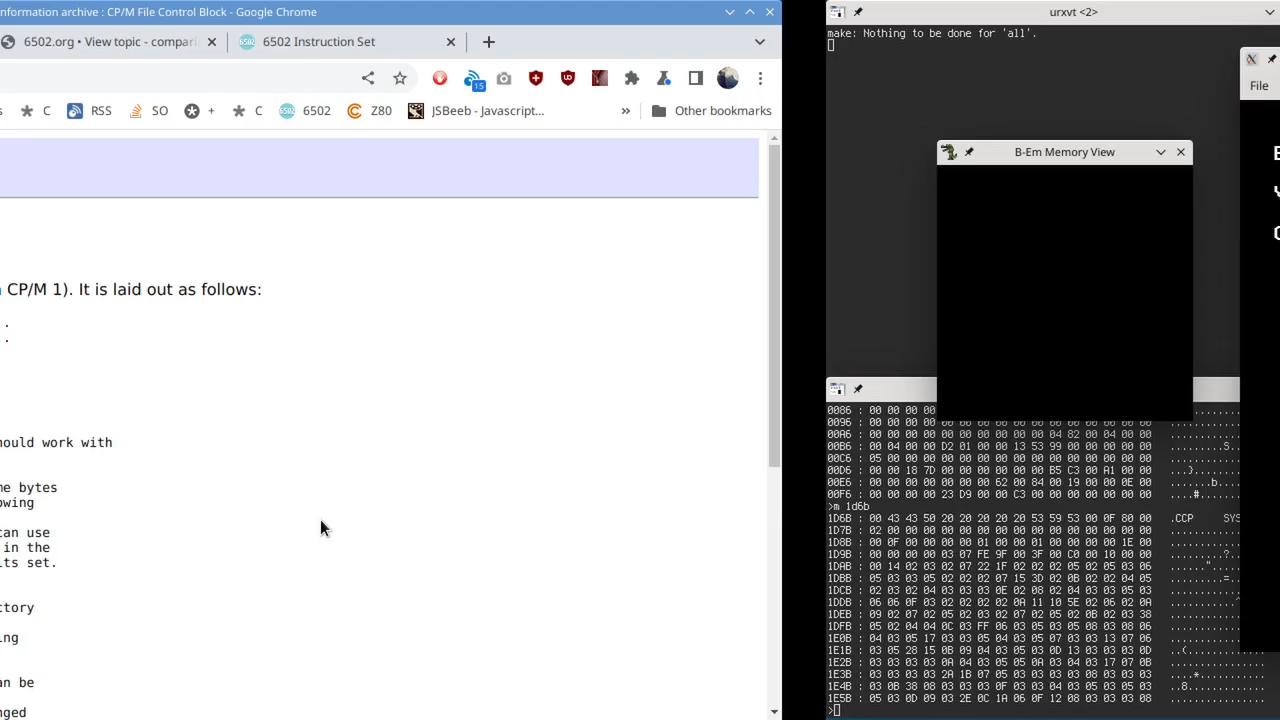 nformation archive : CP/M File Control Block - Google Chrome
6502.org • View topic - compari
6502 Instruction Set
15
C
RSS
SO
+
C
6502
Z80
JSBeeb - Javascript...
»
Other bookmarks
CP/M 1). It is laid out as follows:
.
.
ould work with
e bytes
owing
can use
in the
its set.
ctory
ng
an be
nged
urxvt <2>
make: Nothing to be done for 'all'.
File
B-Em Memory View
0086 : 00 00 00 00
0096 : 00 00 00 00 00 00 00 00 00 00 00 00 00 00 00 00
00A6 : 00 00 00 00 00 00 00 00 00 00 04 82 00 04 00 00
00B6 : 00 04 00 00 D2 01 00 00 13 53 99 00 00 00 00 00
00C6 : 05 00 00 00 00 00 00 00 00 00 00 00 00 00 00 00
00D6 : 00 00 18 7D 00 00 00 00 00 00 B5 C3 00 A1 00 00
00E6 : 00 00 00 00 00 00 00 62 00 84 00 19 00 00 0E 00
00F6 : 00 00 00 00 23 D9 00 00 C3 00 00 00 00 00 00 00
>m 1d6b
1D6B : 00 43 43 50 20 20 20 20 20 53 59 53 00 0F 80 00 .CCP SYS
1D7B : 02 00 00 00 00 00 00 00 00 00 00 00 00 00 00 00
1D8B : 00 0F 00 00 00 00 01 00 00 01 00 00 00 00 1E 00
1D9B : 00 00 00 00 03 07 FE 9F 00 3F 00 C0 00 10 00 00
1DAB : 00 14 02 03 02 07 22 1F 02 02 02 05 02 05 03 06
1DBB : 05 03 03 05 02 02 02 07 15 3D 02 0B 02 02 04 05
1DCB : 02 03 02 04 03 03 03 0E 02 08 02 04 03 03 05 03
1DDB : 06 06 0F 03 02 02 02 02 0A 11 10 5E 02 06 02 0A
1DEB : 09 02 07 02 05 02 03 02 07 02 05 02 0B 02 03 38
1DFB : 05 02 04 04 0C 03 FF 06 03 05 03 05 08 03 08 06
1E0B : 04 03 05 17 03 03 05 04 03 05 07 03 03 13 07 06
1E1B : 03 05 28 15 0B 09 04 03 05 03 0D 13 03 03 03 0D
1E2B : 03 03 03 03 0A 04 03 05 05 0A 03 04 03 17 07 0B
1E3B : 03 03 03 03 2A 1B 07 05 03 03 03 03 08 03 03 03
1E4B : 03 0B 38 08 03 03 03 0F 03 03 04 03 05 03 05 03
1E5B : 05 03 0D 09 03 2E 0C 1A 06 0F 12 08 03 03 03 08
>